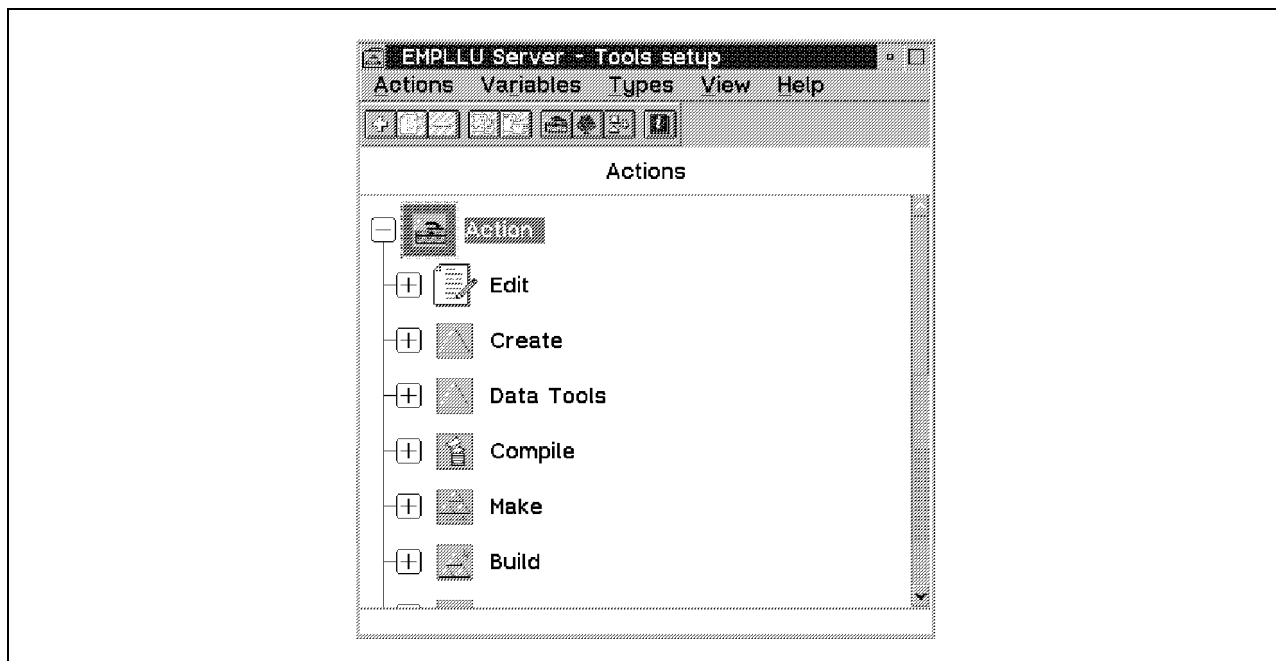 EMPLLU Server - Tools setup
Actions Variables Types View Help
Actions
Action
Edit
Create
Data Tools
Compile
Make
Build